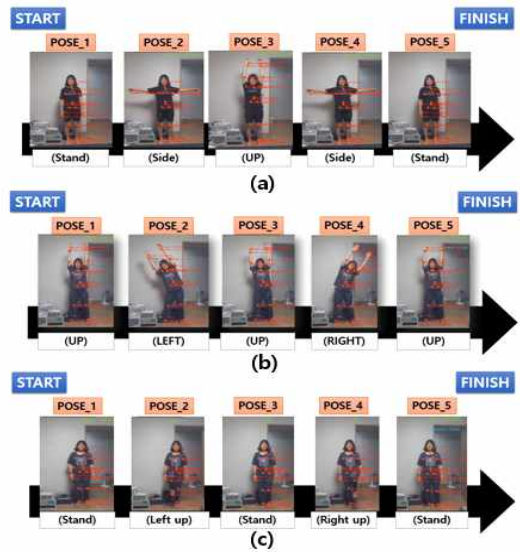 START FINISH
POSE_1 POSE_2 POSE_3 POSE_4 POSE_5
(Stand) (Side) (UP) (Side) (Stand)
(a)
START FINISH
POSE_1 POSE_2 POSE_3 POSE_4 POSE_5
(UP) (LEFT) (UP) (RIGHT) (UP)
(b)
START FINISH
POSE_1 POSE_2 POSE_3 POSE_4 POSE_5
(Stand) (Left up) (Stand) (Right up) (Stand)
(c)